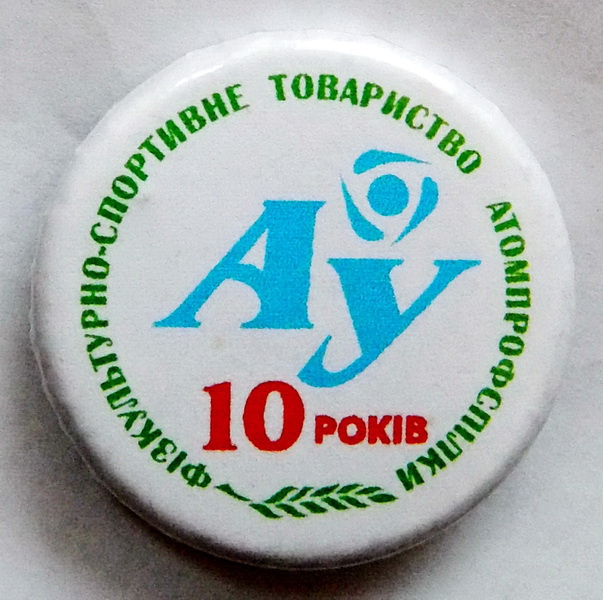 ФІЗКУЛЬТУРНО-СПОРТИВНЕ ТОВАРИСТВО АТОМПРОФСПІЛКИ
АУ
10 РОКІВ